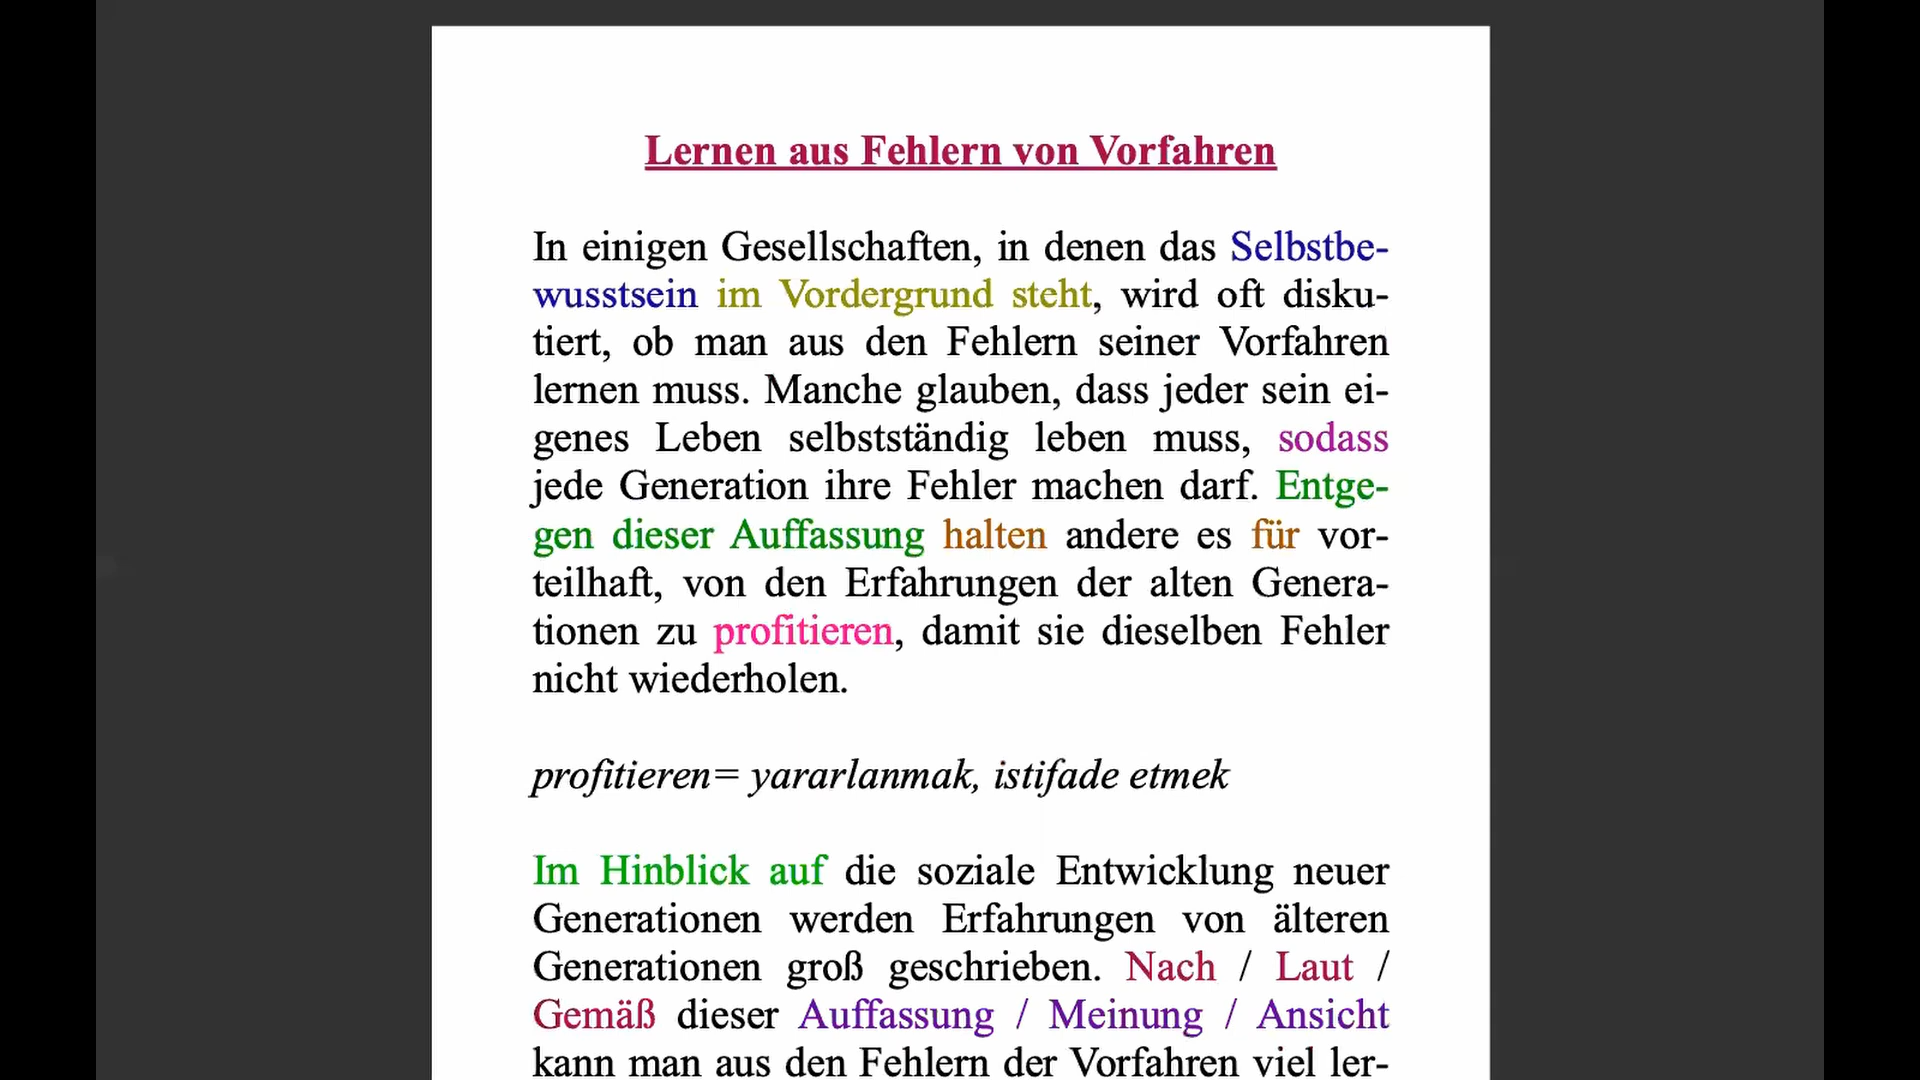 Lernen aus Fehlern von Vorfahren
In einigen Gesellschaften, in denen das Selbstbe-
wusstsein im Vordergrund steht, wird oft disku-
tiert, ob man aus den Fehlern seiner Vorfahren
lernen muss. Manche glauben, dass jeder sein ei-
genes Leben selbstständig leben muss, sodass
jede Generation ihre Fehler machen darf. Entge-
gen dieser Auffassung halten andere es für vor-
teilhaft, von den Erfahrungen der alten Genera-
tionen zu profitieren, damit sie dieselben Fehler
nicht wiederholen.
profitieren= yararlanmak, istifade etmek
Im Hinblick auf die soziale Entwicklung neuer
Generationen werden Erfahrungen von älteren
Generationen groß geschrieben. Nach / Laut /
Gemäß dieser Auffassung / Meinung / Ansicht
kann man aus den Fehlern der Vorfahren viel ler-